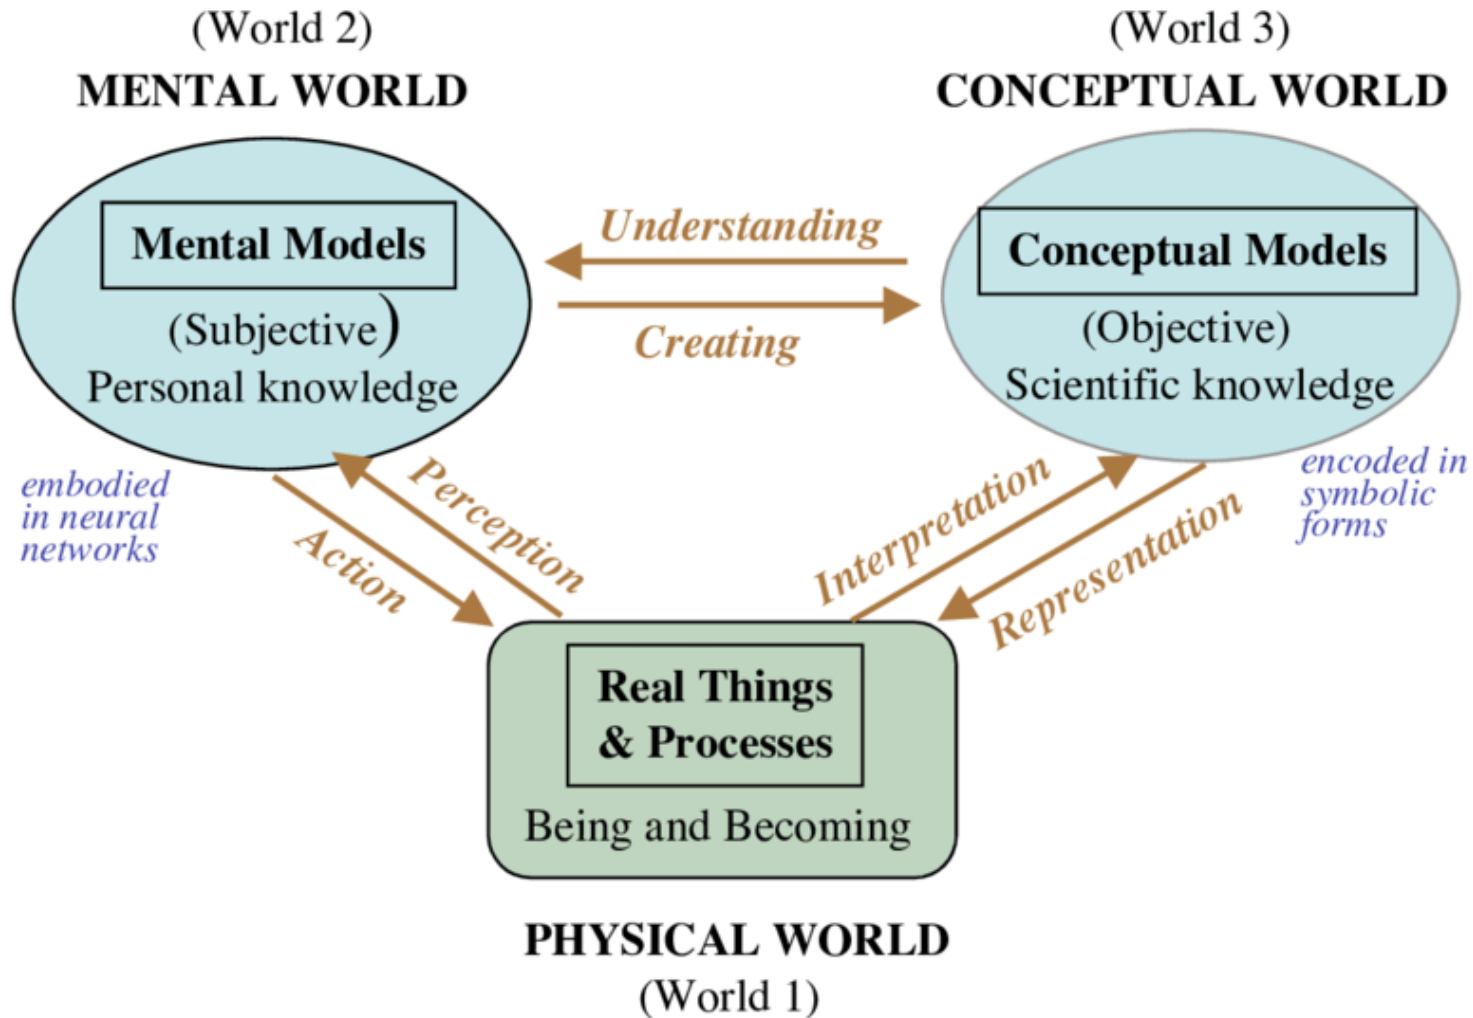 (World 2)
MENTAL WORLD
Mental Models
(Subjective)
Personal knowledge
embodied
in neural
networks
(World 3)
CONCEPTUAL WORLD
Conceptual Models
(Objective)
Scientific knowledge
encoded in
symbolic
forms
Understanding
Creating
Perception
Action
Interpretation
Representation
Real Things
& Processes
Being and Becoming
PHYSICAL WORLD
(World 1)